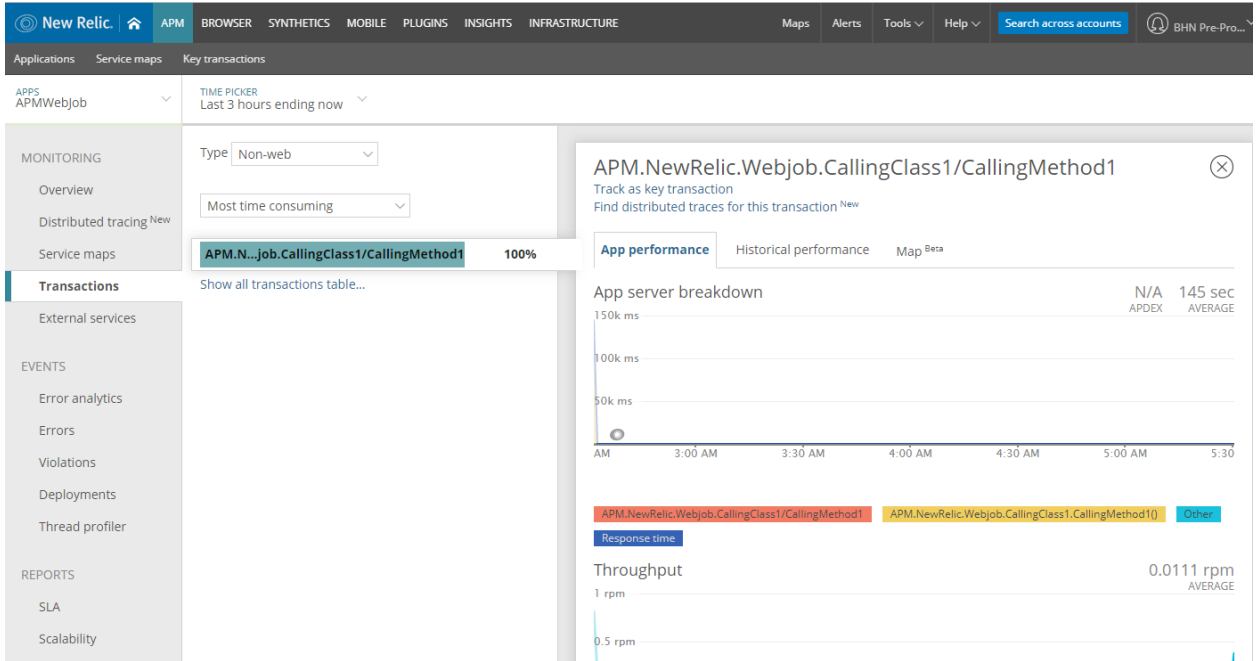 New Relic. APM BROWSER SYNTHETICS MOBILE PLUGINS INSIGHTS INFRASTRUCTURE Maps Alerts Tools Help Search across accounts BHN Pre-Pro...
Applications Service maps Key transactions
APPS
APMWebJob
TIME PICKER
Last 3 hours ending now
MONITORING
Overview
Distributed tracing New
Service maps
Transactions
External services
EVENTS
Error analytics
Errors
Violations
Deployments
Thread profiler
REPORTS
SLA
Scalability
Type Non-web
Most time consuming
APM.N...job.CallingClass1/CallingMethod1 100%
Show all transactions table...
APM.NewRelic.Webjob.CallingClass1/CallingMethod1
Track as key transaction
Find distributed traces for this transaction New
App performance Historical performance Map Beta
App server breakdown N/A 145 sec
APDEX AVERAGE
150k ms
100k ms
50k ms
AM 3:00 AM 3:30 AM 4:00 AM 4:30 AM 5:00 AM 5:30
APM.NewRelic.Webjob.CallingClass1/CallingMethod1 APM.NewRelic.Webjob.CallingClass1.CallingMethod1() Other
Response time
Throughput 0.0111 rpm
AVERAGE
1 rpm
0.5 rpm